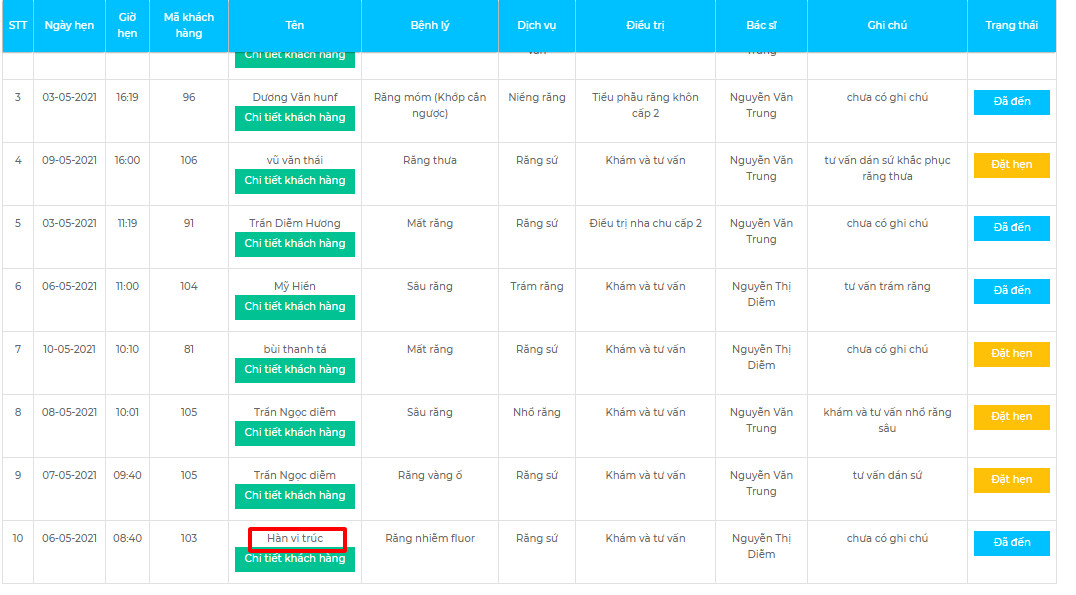 STT Ngày hẹn Giờ hẹn Mã khách hàng Tên Bệnh lý Dịch vụ Điều trị Bác sĩ Ghi chú Trạng thái
Chi tiết khách hàng Trung
3 03-05-2021 16:19 96 Dương Văn hunf Răng móm (Khớp cắn ngược) Niềng răng Tiểu phẫu răng khôn cấp 2 Nguyễn Văn Trung chưa có ghi chú Đã đến
Chi tiết khách hàng
4 09-05-2021 16:00 106 vũ văn thái Răng thưa Răng sứ Khám và tư vấn Nguyễn Văn Trung tư vấn dán sứ khắc phục răng thưa Đặt hẹn
Chi tiết khách hàng
5 03-05-2021 11:19 91 Trần Diễm Hương Mất răng Răng sứ Điều trị nha chu cấp 2 Nguyễn Văn Trung chưa có ghi chú Đã đến
Chi tiết khách hàng
6 06-05-2021 11:00 104 Mỹ Hiền Sâu răng Trám răng Khám và tư vấn Nguyễn Thị Diễm tư vấn trám răng Đã đến
Chi tiết khách hàng
7 10-05-2021 10:10 81 bùi thanh tá Mất răng Răng sứ Khám và tư vấn Nguyễn Thị Diễm chưa có ghi chú Đặt hẹn
Chi tiết khách hàng
8 08-05-2021 10:01 105 Trần Ngọc diễm Sâu răng Nhổ răng Khám và tư vấn Nguyễn Văn Trung khám và tư vấn nhổ răng sâu Đặt hẹn
Chi tiết khách hàng
9 07-05-2021 09:40 105 Trần Ngọc diễm Răng vàng ố Răng sứ Khám và tư vấn Nguyễn Văn Trung tư vấn dán sứ Đặt hẹn
Chi tiết khách hàng
10 06-05-2021 08:40 103 Hàn vi trúc Răng nhiễm fluor Răng sứ Khám và tư vấn Nguyễn Thị Diễm chưa có ghi chú Đã đến
Chi tiết khách hàng